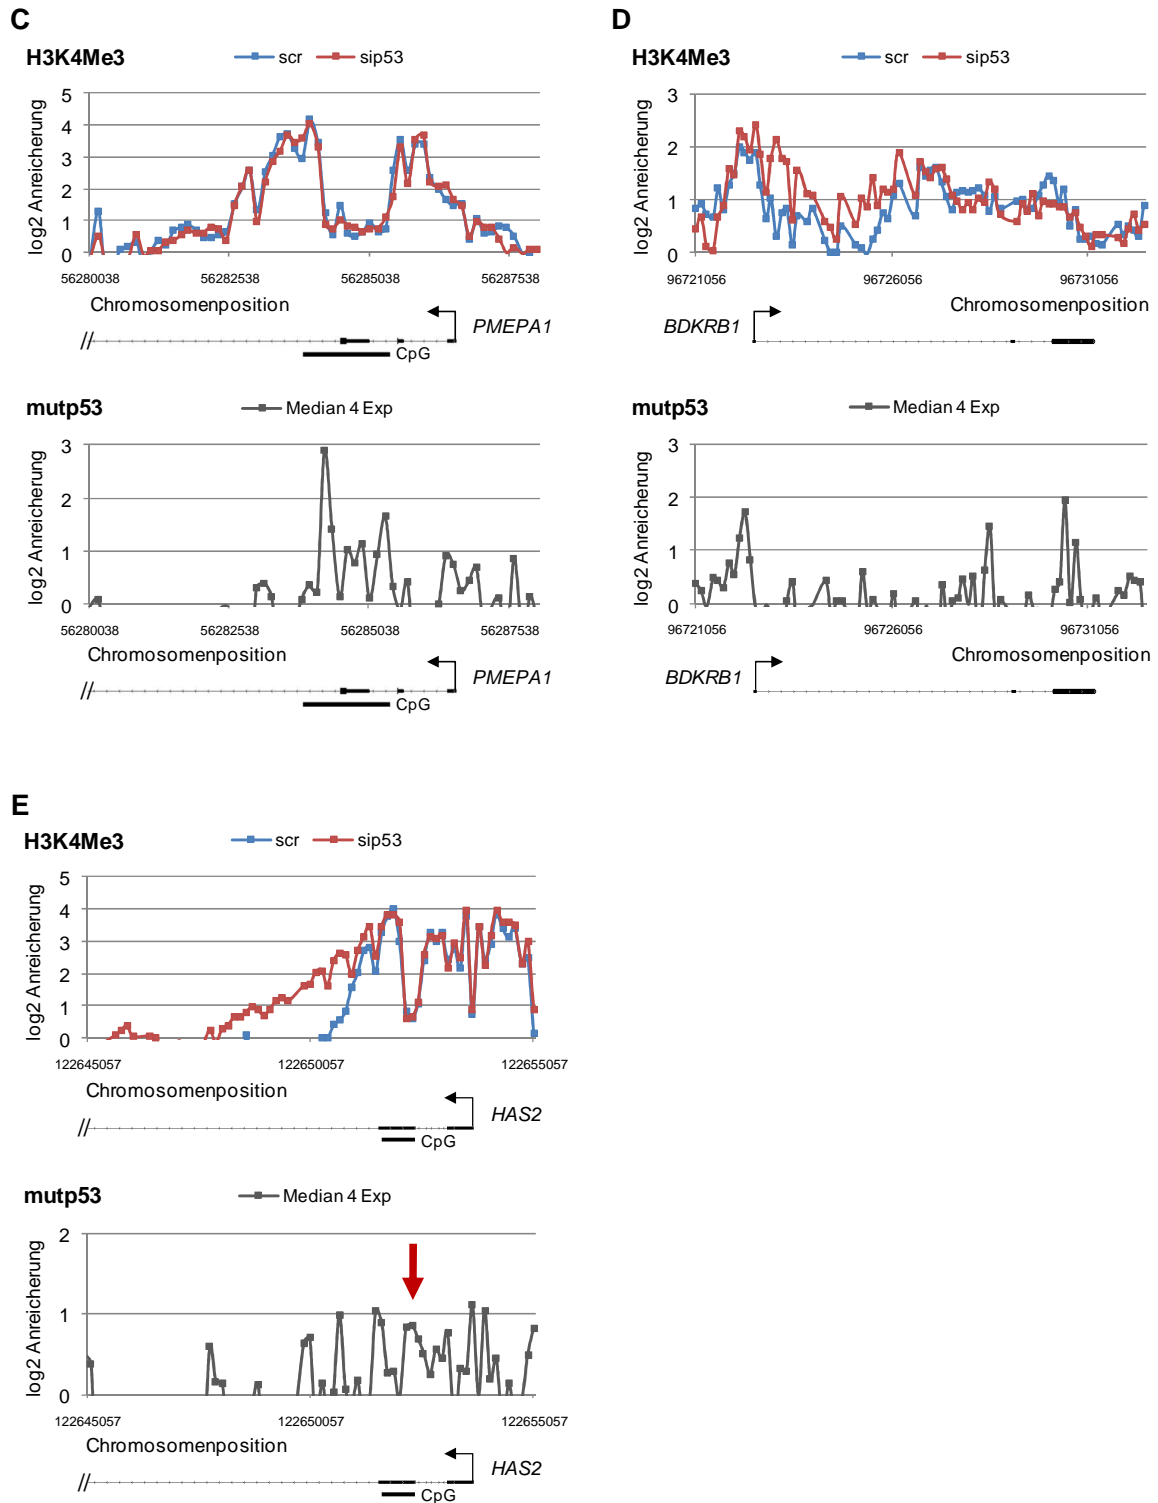 C
H3K4Me3
scr sip53
log2 Anreicherung
5
4
3
2
1
0
56280038 56282538 56285038 56287538
Chromosomenposition
PMEPA1
//
CpG
mutp53
Median 4 Exp
log2 Anreicherung
3
2
1
0
56280038 56282538 56285038 56287538
Chromosomenposition
PMEPA1
//
CpG
D
H3K4Me3
scr sip53
log2 Anreicherung
3
2
1
0
96721056 96726056 96731056
Chromosomenposition
BDKRB1
mutp53
Median 4 Exp
log2 Anreicherung
3
2
1
0
96721056 96726056 96731056
Chromosomenposition
BDKRB1
E
H3K4Me3
scr sip53
log2 Anreicherung
5
4
3
2
1
0
122645057 122650057 122655057
Chromosomenposition
HAS2
//
CpG
mutp53
Median 4 Exp
log2 Anreicherung
2
1
0
122645057 122650057 122655057
Chromosomenposition
HAS2
//
CpG